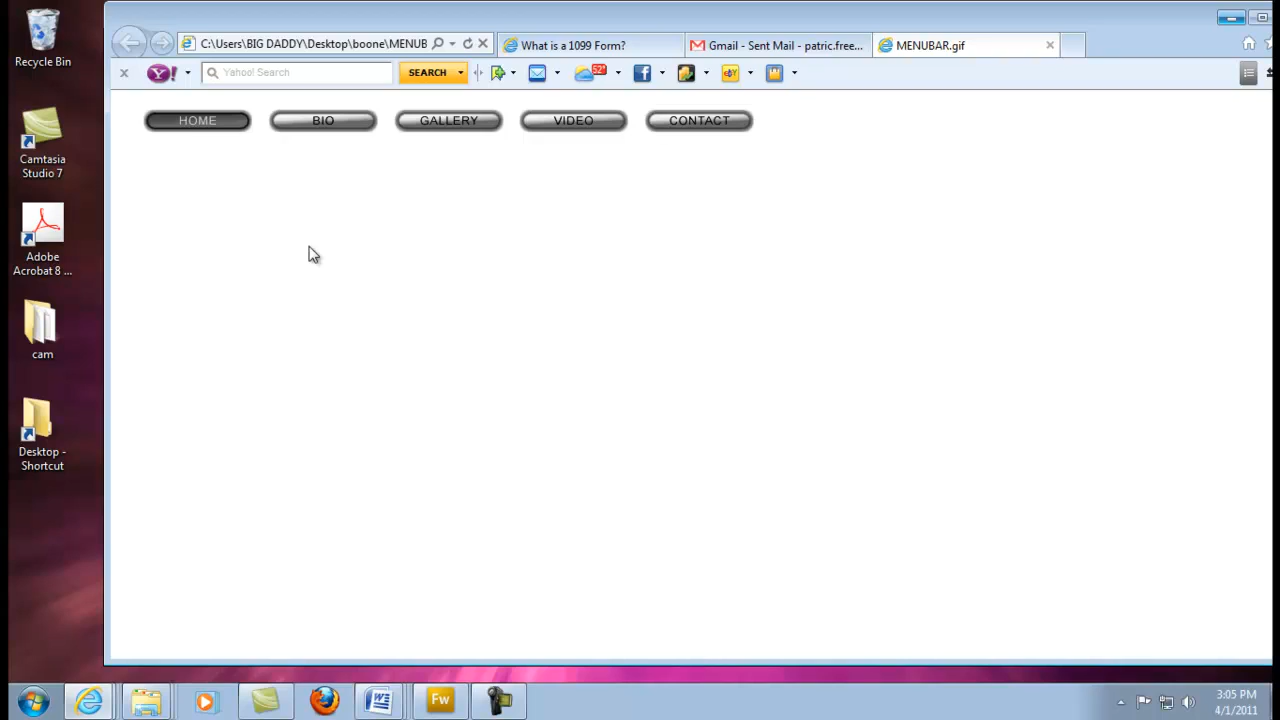 Recycle Bin
Camtasia
Studio 7
Adobe
Acrobat 8 ...
cam
Desktop -
Shortcut
C:\Users\BIG DADDY\Desktop\boone\MENUB
What is a 1099 Form?
Gmail - Sent Mail - patric.free...
MENUBAR.gif
Y!
Yahoo! Search
SEARCH
52°
f
HOME
BIO
GALLERY
VIDEO
CONTACT
Fw
3:05 PM
4/1/2011